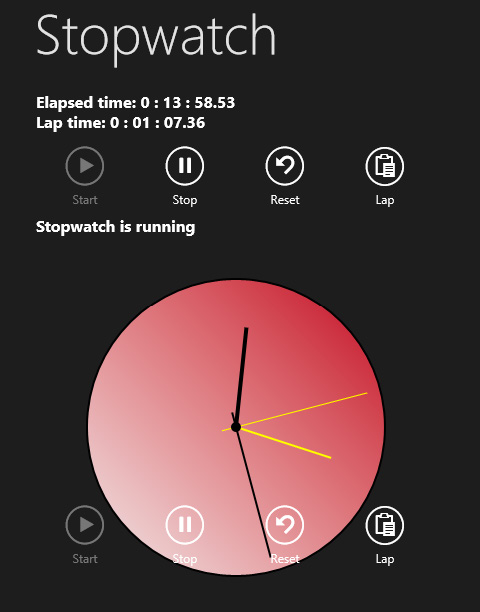 Stopwatch
Elapsed time: 0 : 13 : 58.53
Lap time: 0 : 01 : 07.36
Start Stop Reset Lap
Stopwatch is running
Start Stop Reset Lap